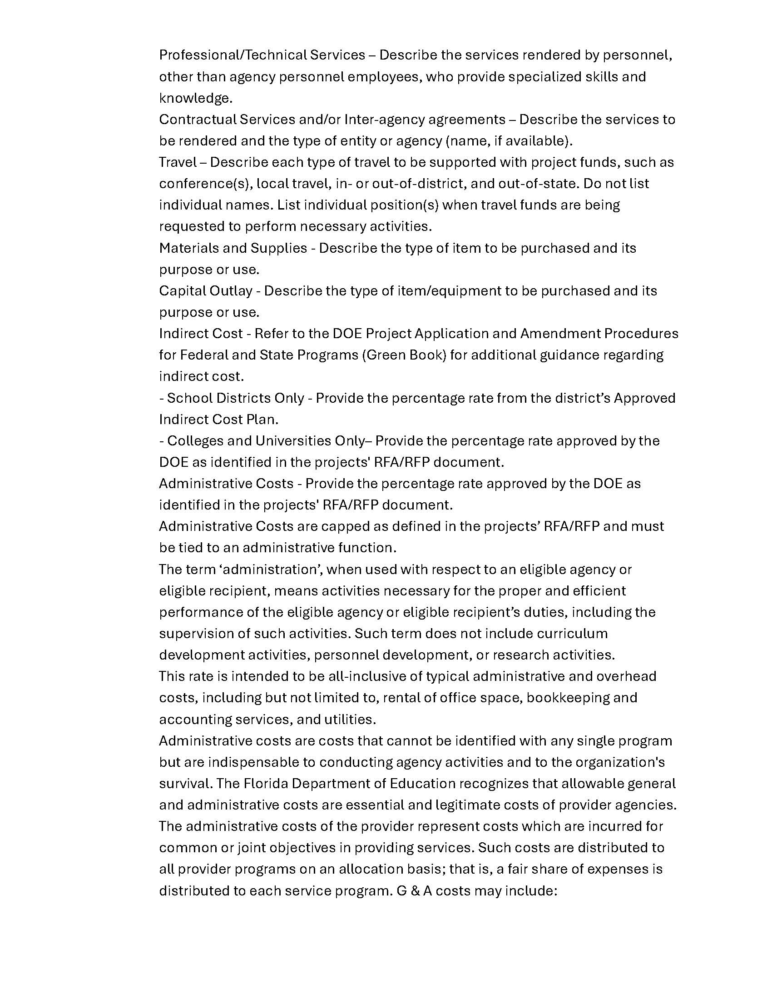 Professional/Technical Services – Describe the services rendered by personnel,
other than agency personnel employees, who provide specialized skills and
knowledge.
Contractual Services and/or Inter-agency agreements – Describe the services to
be rendered and the type of entity or agency (name, if available).
Travel – Describe each type of travel to be supported with project funds, such as
conference(s), local travel, in- or out-of-district, and out-of-state. Do not list
individual names. List individual position(s) when travel funds are being
requested to perform necessary activities.
Materials and Supplies - Describe the type of item to be purchased and its
purpose or use.
Capital Outlay - Describe the type of item/equipment to be purchased and its
purpose or use.
Indirect Cost - Refer to the DOE Project Application and Amendment Procedures
for Federal and State Programs (Green Book) for additional guidance regarding
indirect cost.
- School Districts Only - Provide the percentage rate from the district’s Approved
Indirect Cost Plan.
- Colleges and Universities Only– Provide the percentage rate approved by the
DOE as identified in the projects' RFA/RFP document.
Administrative Costs - Provide the percentage rate approved by the DOE as
identified in the projects' RFA/RFP document.
Administrative Costs are capped as defined in the projects’ RFA/RFP and must
be tied to an administrative function.
The term ‘administration’, when used with respect to an eligible agency or
eligible recipient, means activities necessary for the proper and efficient
performance of the eligible agency or eligible recipient’s duties, including the
supervision of such activities. Such term does not include curriculum
development activities, personnel development, or research activities.
This rate is intended to be all-inclusive of typical administrative and overhead
costs, including but not limited to, rental of office space, bookkeeping and
accounting services, and utilities.
Administrative costs are costs that cannot be identified with any single program
but are indispensable to conducting agency activities and to the organization's
survival. The Florida Department of Education recognizes that allowable general
and administrative costs are essential and legitimate costs of provider agencies.
The administrative costs of the provider represent costs which are incurred for
common or joint objectives in providing services. Such costs are distributed to
all provider programs on an allocation basis; that is, a fair share of expenses is
distributed to each service program. G & A costs may include: